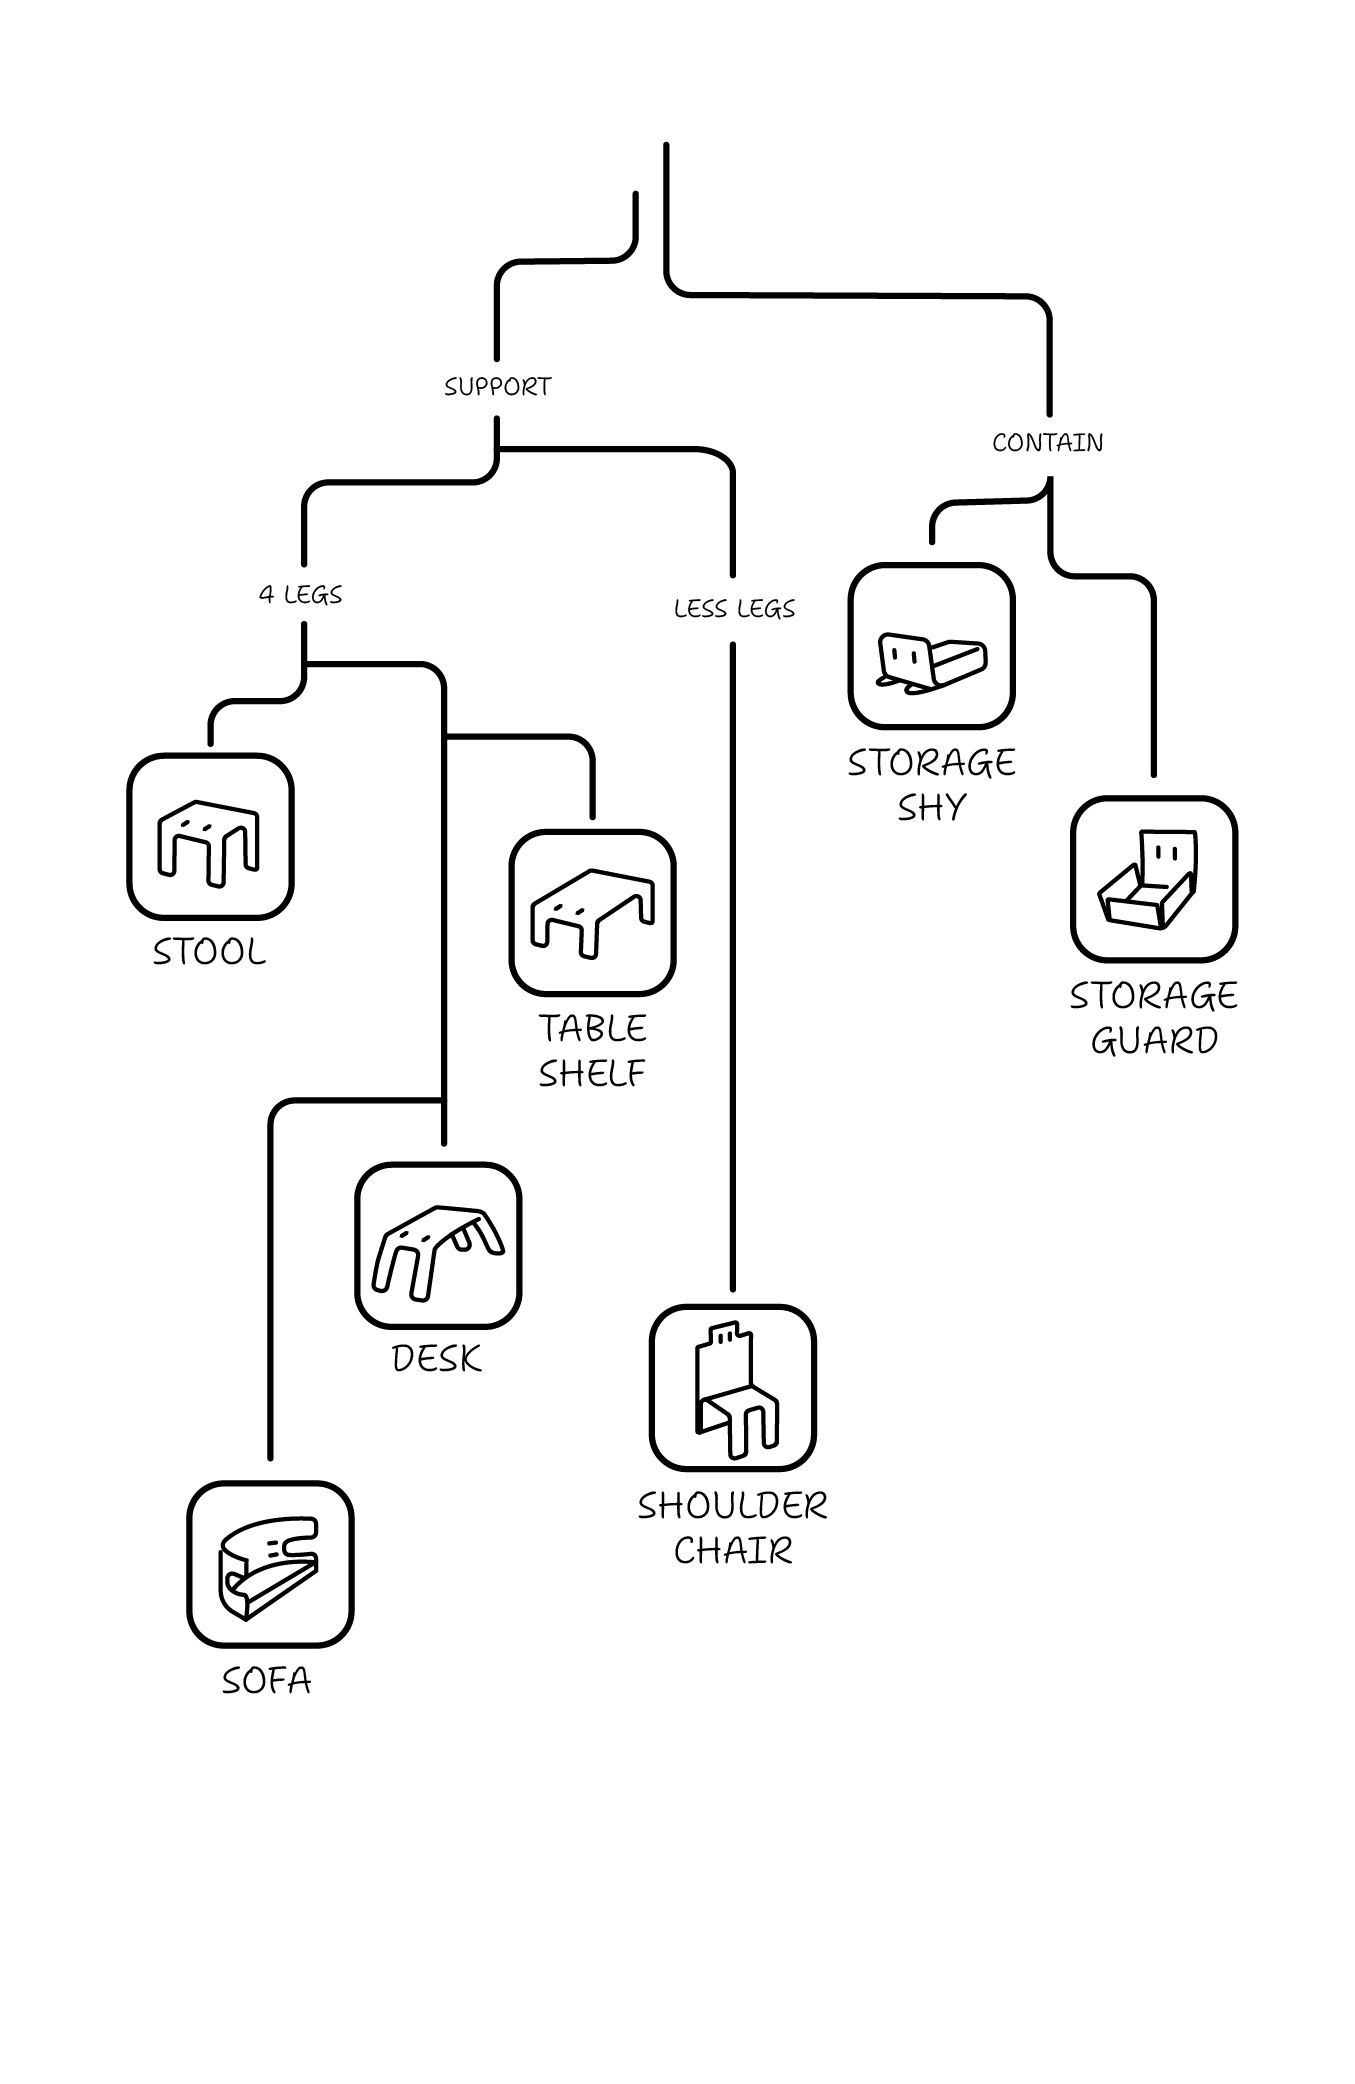 SUPPORT
CONTAIN
4 LEGS
LESS LEGS
STORAGE
SHY
STOOL
STORAGE
GUARD
TABLE
SHELF
DESK
SHOULDER
CHAIR
SOFA